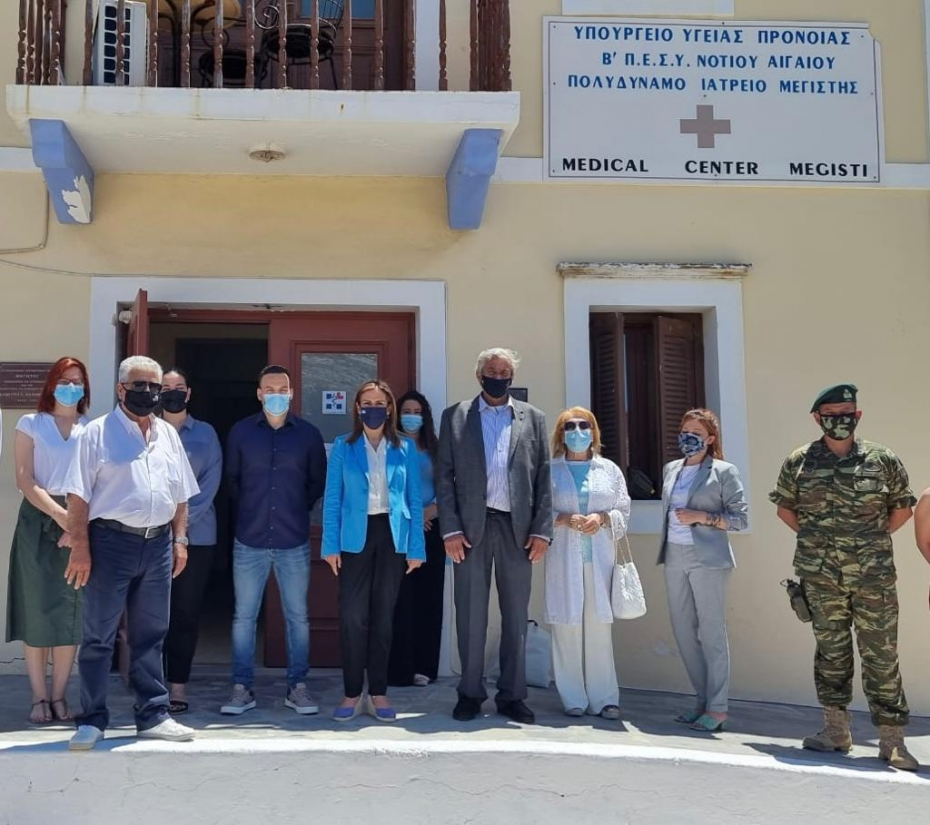 ΥΠΟΥΡΓΕΙΟ ΥΓΕΙΑΣ ΠΡΟΝΟΙΑΣ
Β' Π.Ε.Σ.Υ. ΝΟΤΙΟΥ ΑΙΓΑΙΟΥ
ΠΟΛΥΔΥΝΑΜΟ ΙΑΤΡΕΙΟ ΜΕΓΙΣΤΗΣ
MEDICAL CENTER MEGISTI